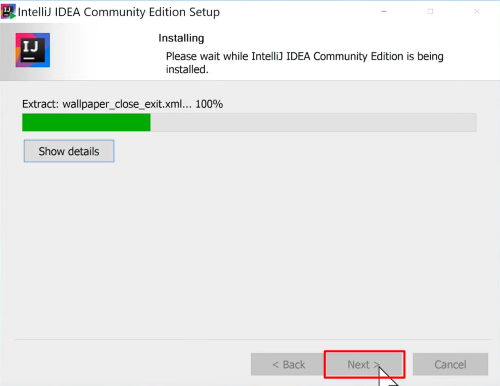 IntelliJ IDEA Community Edition Setup
IJ
Installing
Please wait while IntelliJ IDEA Community Edition is being
installed.
Extract: wallpaper_close_exit.xml... 100%
Show details
< Back
Next >
Cancel